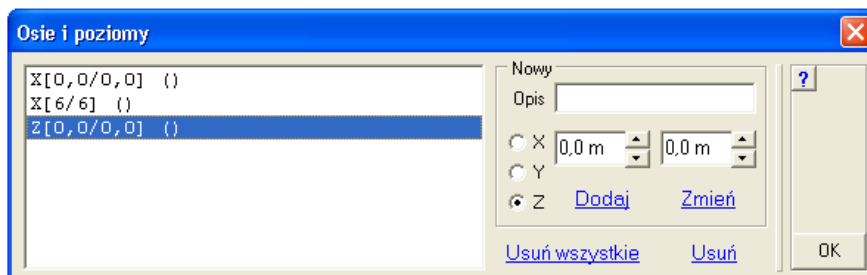 Osie i poziomy
X[0,0/0,0] ()
X[6/6] ()
Z[0,0/0,0] ()
Nowy
Opis
X 0,0 m 0,0 m
Y
Z Dodaj Zmień
Usuń wszystkie Usuń
?
OK